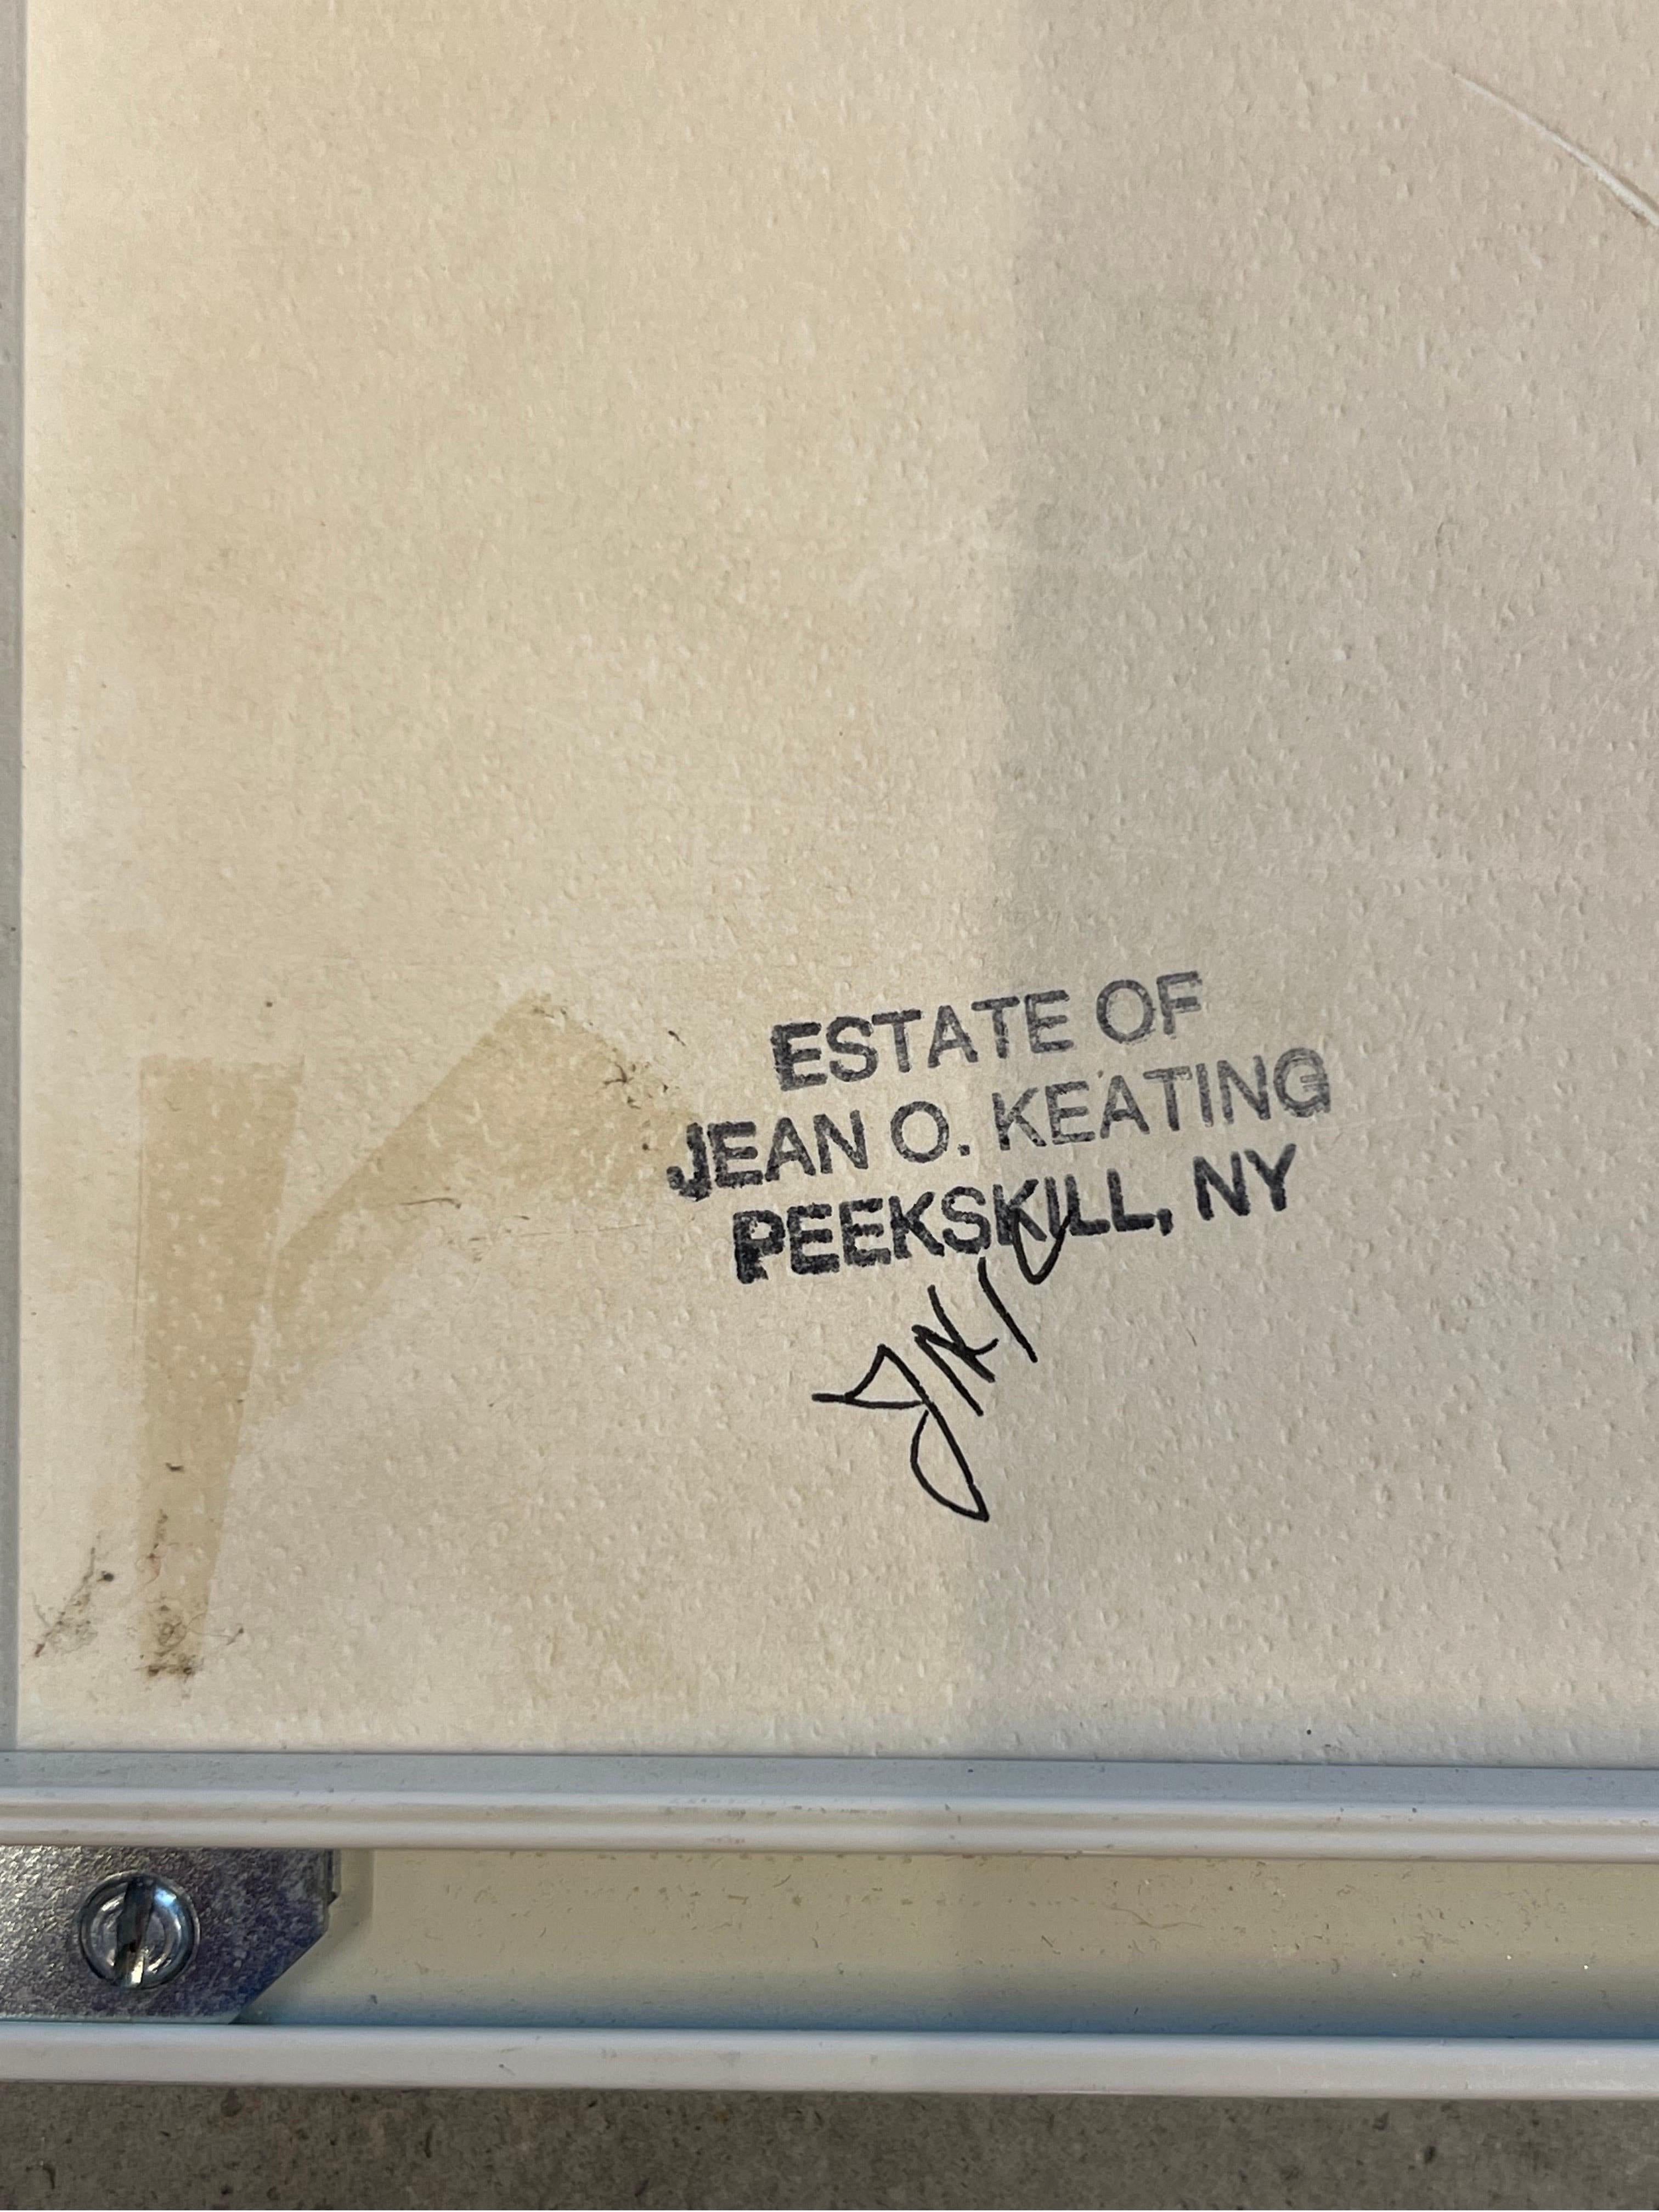 ESTATE OF
JEAN O. KEATING
PEEKSKILL, NY